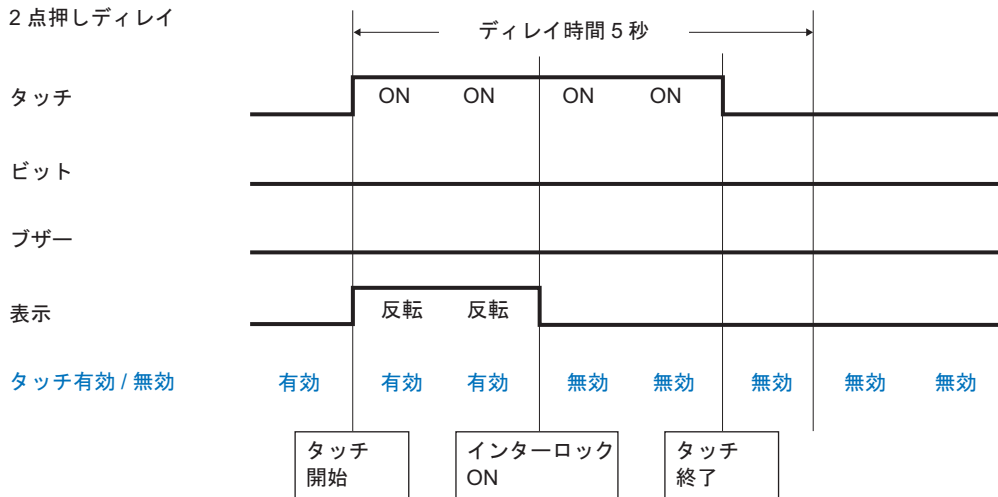 2 点押しディレイ
ディレイ時間 5 秒
タッチ
ON ON ON ON
ビット
ブザー
表示
反転 反転
タッチ有効 / 無効 有効 有効 有効 無効 無効 無効 無効 無効
タッチ
開始
インターロック
ON
タッチ
終了